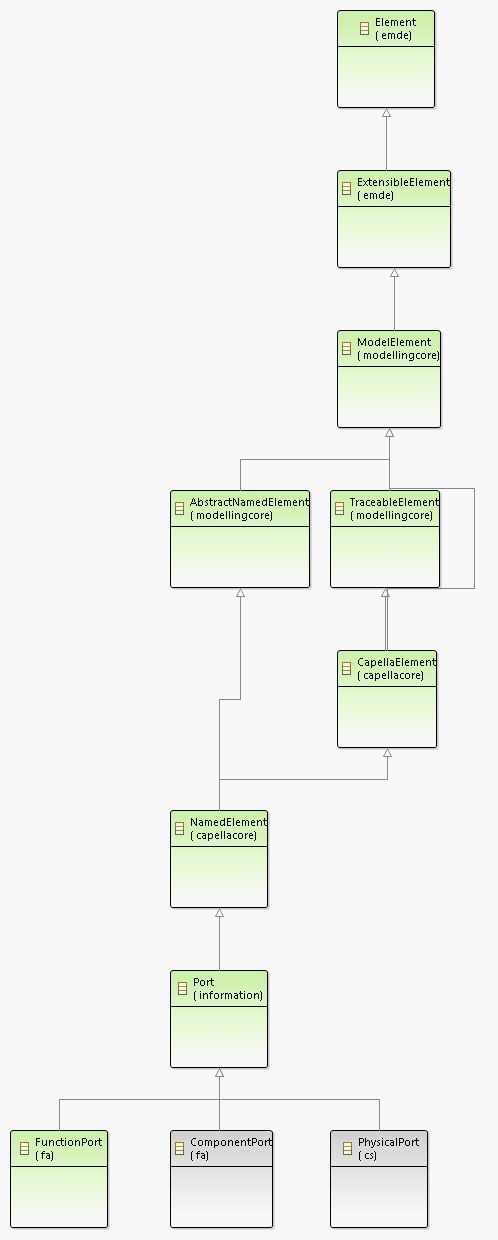 Element
( emde)
ExtensibleElement
( emde)
ModelElement
( modellingcore)
AbstractNamedElement
( modellingcore)
TraceableElement
( modellingcore)
CapellaElement
( capellacore)
NamedElement
( capellacore)
Port
( information)
FunctionPort
( fa)
ComponentPort
( fa)
PhysicalPort
( cs)